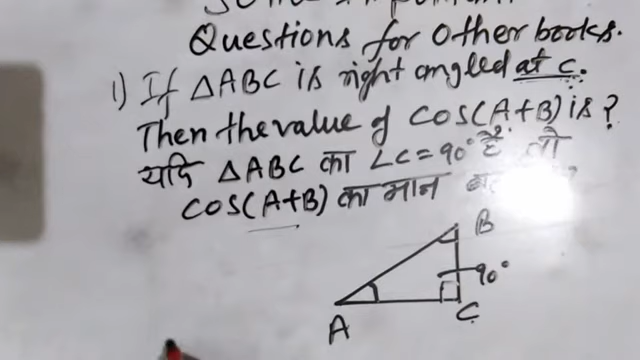 Questions for other books.
1) If △ABC is right angled at C.
Then the value of COS(A+B) is?
यदि △ABC का ∠C = 90° है तो
COS(A+B) का मान
B
90°
A
C